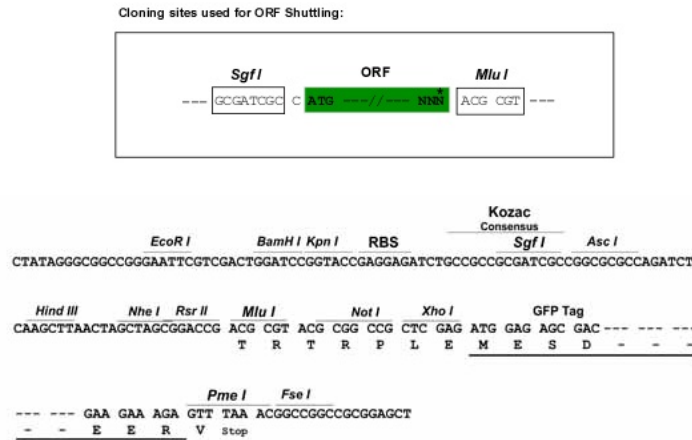 Cloning sites used for ORF Shuttling:
Sgf I ORF Mlu I
--- GCGATCGC C ATG ---//--- NNN* ACG CGT ---
Kozac
Consensus
EcoR I BamH I Kpn I RBS Sgf I Asc I
CTATAGGGCGGCCGGGAATTCGTCGACTGGATCCGGTACCGAGGAGATCTGCCGCCGCGATCGCCGGCGCGCCAGATCT
Hind III Nhe I Rsr II Mlu I Not I Xho I GFP Tag
CAAGCTTAACTAGCTAGCGGACCG ACG CGT ACG CGG CCG CTC GAG ATG GAG AGC GAC --- --- ---
T R T R P L E M E S D - - -
Pme I Fse I
--- --- GAA GAA AGA GTT TAA ACGGCCGGCCGCGGAGCT
- - E E R V Stop